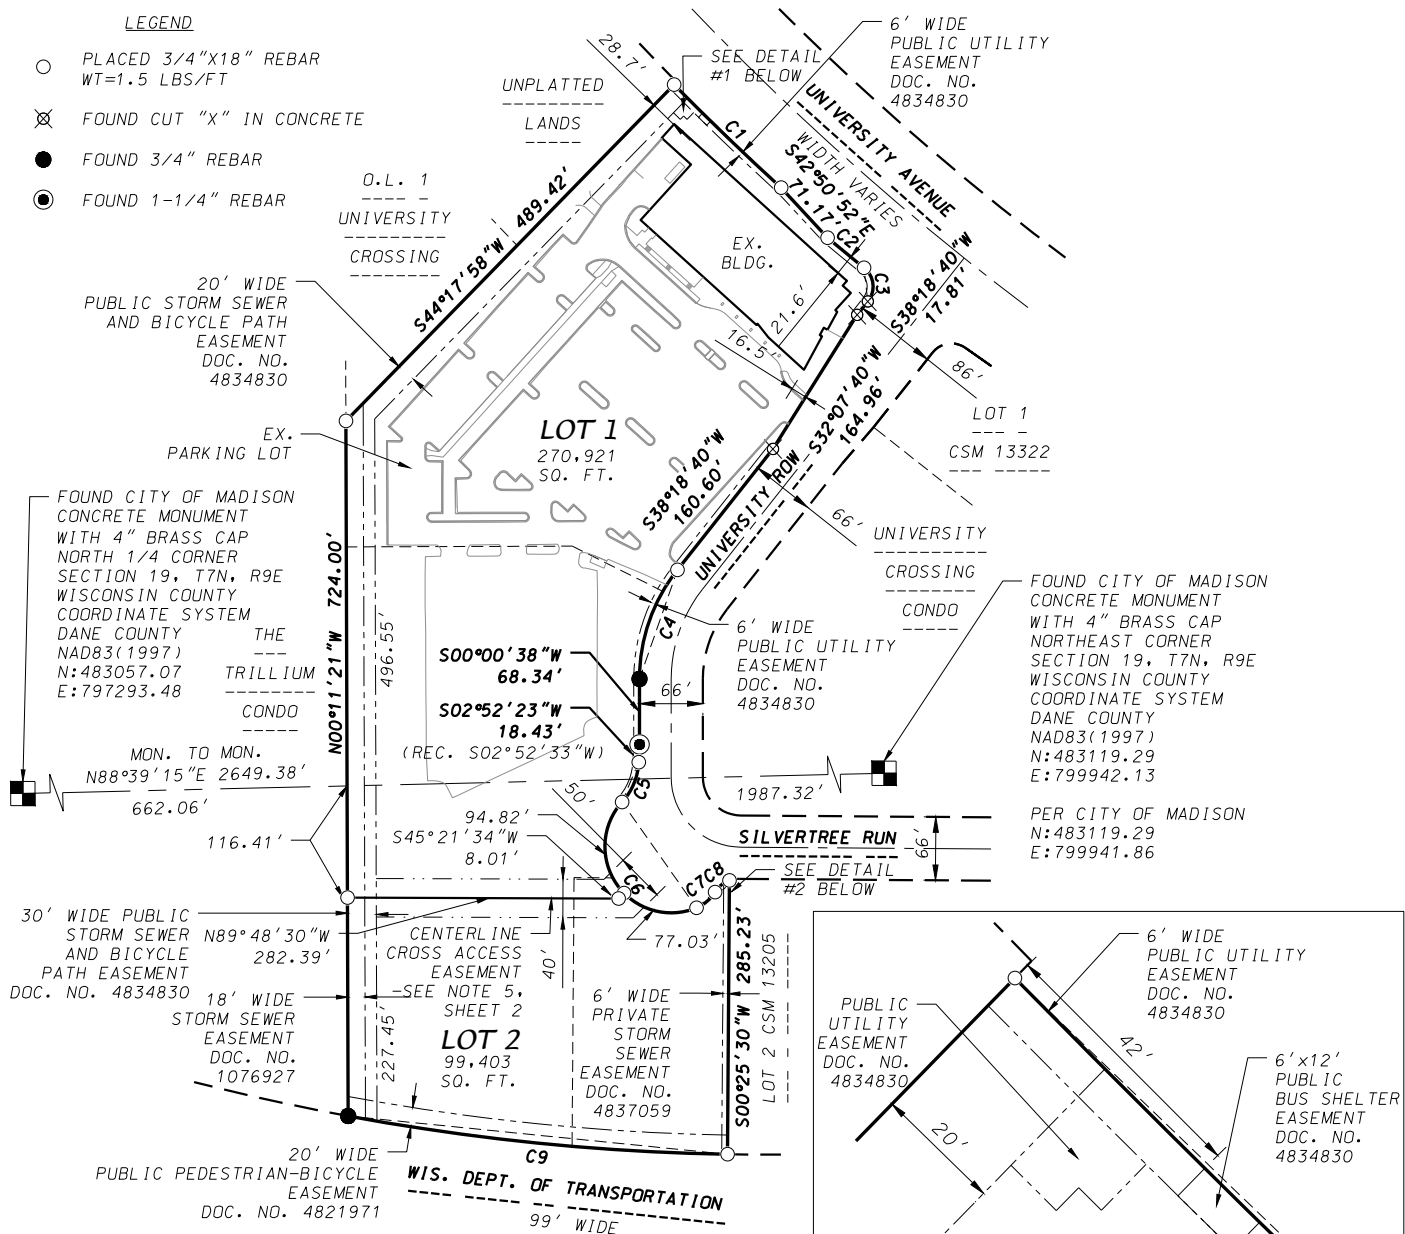 LEGEND
PLACED 3/4"X18" REBAR
WT=1.5 LBS/FT
FOUND CUT "X" IN CONCRETE
FOUND 3/4" REBAR
FOUND 1-1/4" REBAR
28.7'
SEE DETAIL
#1 BELOW
6' WIDE
PUBLIC UTILITY
EASEMENT
DOC. NO.
4834830
UNPLATTED
LANDS
C1
UNIVERSITY AVENUE
WIDTH VARIES
S42°50'52"E
71.17'
C2
C3
O.L. 1
UNIVERSITY
CROSSING
S44°17'58"W 489.42'
EX.
BLDG.
S38°18'40"W
17.81'
20' WIDE
PUBLIC STORM SEWER
AND BICYCLE PATH
EASEMENT
DOC. NO.
4834830
21.6'
16.5'
86'
S32°07'40"W
164.96'
LOT 1
CSM 13322
EX.
PARKING LOT
LOT 1
270,921
SQ. FT.
S38°18'40"W
160.60'
UNIVERSITY ROW
66'
UNIVERSITY
CROSSING
CONDO
FOUND CITY OF MADISON
CONCRETE MONUMENT
WITH 4" BRASS CAP
NORTH 1/4 CORNER
SECTION 19, T7N, R9E
WISCONSIN COUNTY
COORDINATE SYSTEM
DANE COUNTY
NAD83(1997)
N:483057.07
E:797293.48
THE
TRILLIUM
CONDO
N00°11'21"W 724.00'
496.55'
FOUND CITY OF MADISON
CONCRETE MONUMENT
WITH 4" BRASS CAP
NORTHEAST CORNER
SECTION 19, T7N, R9E
WISCONSIN COUNTY
COORDINATE SYSTEM
DANE COUNTY
NAD83(1997)
N:483119.29
E:799942.13
PER CITY OF MADISON
N:483119.29
E:799941.86
C4
6' WIDE
PUBLIC UTILITY
EASEMENT
DOC. NO.
4834830
S00°00'38"W
68.34'
66'
S02°52'23"W
18.43'
(REC. S02°52'33"W)
MON. TO MON.
N88°39'15"E 2649.38'
662.06'
1987.32'
C5
50'
116.41'
94.82'
S45°21'34"W
8.01'
C6
C7
C8
SILVERTREE RUN
66'
SEE DETAIL
#2 BELOW
30' WIDE PUBLIC
STORM SEWER
AND BICYCLE
PATH EASEMENT
DOC. NO. 4834830
N89°48'30"W
282.39'
CENTERLINE
CROSS ACCESS
EASEMENT
-SEE NOTE 5,
SHEET 2
40'
77.03'
18' WIDE
STORM SEWER
EASEMENT
DOC. NO.
1076927
227.45'
LOT 2
99,403
SQ. FT.
6' WIDE
PRIVATE
STORM
SEWER
EASEMENT
DOC. NO.
4837059
S00°25'30"W 285.23'
LOT 2 CSM 13205
20' WIDE
PUBLIC PEDESTRIAN-BICYCLE
EASEMENT
DOC. NO. 4821971
C9
WIS. DEPT. OF TRANSPORTATION
99' WIDE
6' WIDE
PUBLIC UTILITY
EASEMENT
DOC. NO.
4834830
PUBLIC
UTILITY
EASEMENT
DOC. NO.
4834830
42'
20'
6'x12'
PUBLIC
BUS SHELTER
EASEMENT
DOC. NO.
4834830